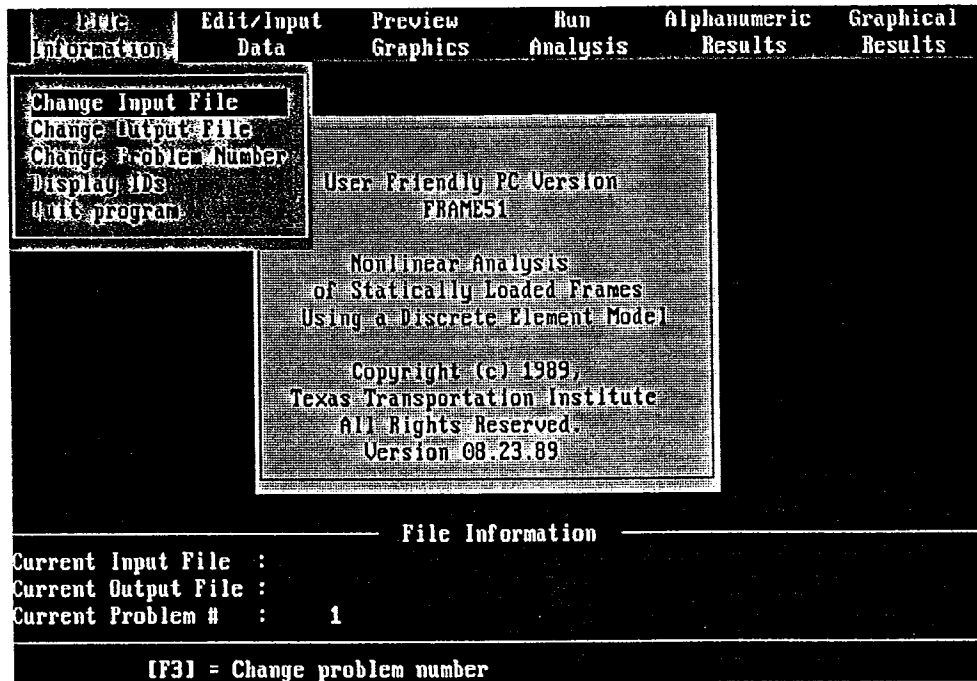 File Edit/Input Preview Run Alphanumeric Graphical
Information Data Graphics Analysis Results Results
Change Input File
Change Output File
Change Problem Number
Display IDs
Quit program
User Friendly PC Version
FRAME51
Nonlinear Analysis
of Statically Loaded Frames
Using a Discrete Element Model
Copyright (c) 1989,
Texas Transportation Institute
All Rights Reserved.
Version 08.23.89
File Information
Current Input File :
Current Output File :
Current Problem # : 1
[F3] = Change problem number